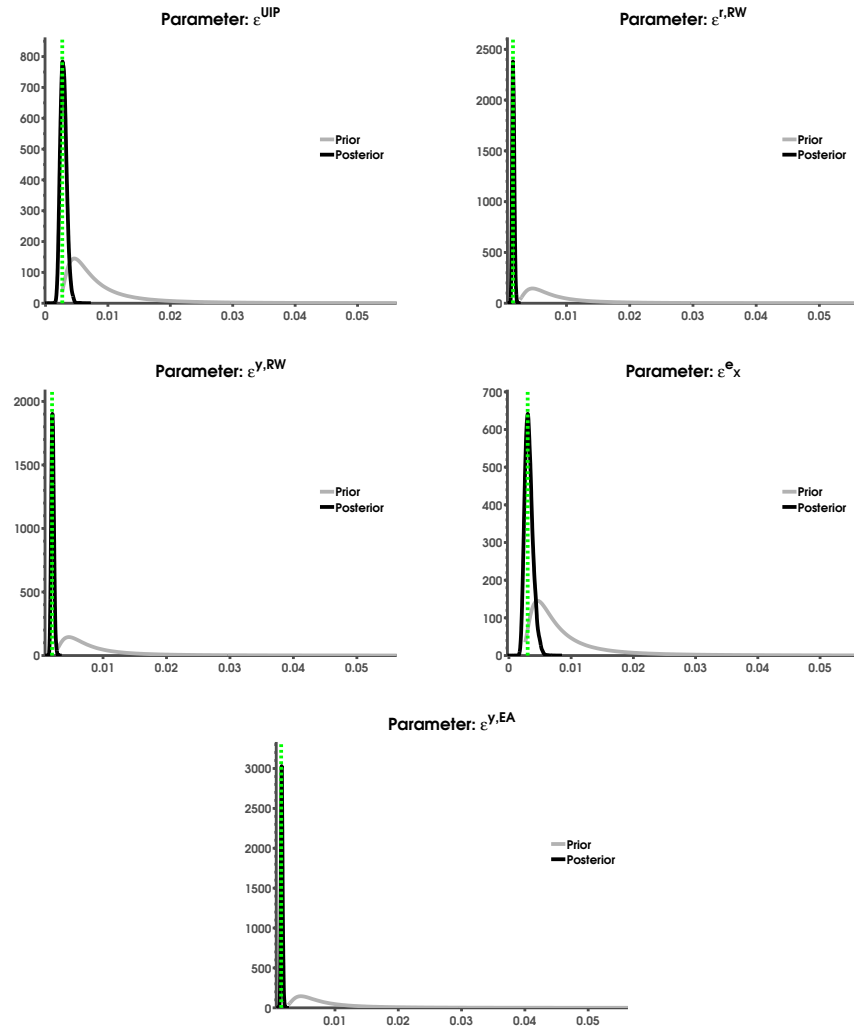 Parameter: ε^UIP
800
700
600
500
400
300
200
100
0
Prior
Posterior
0 0.01 0.02 0.03 0.04 0.05
Parameter: ε^r,RW
2500
2000
1500
1000
500
0
Prior
Posterior
0.01 0.02 0.03 0.04 0.05
Parameter: ε^y,RW
2000
1500
1000
500
0
Prior
Posterior
0.01 0.02 0.03 0.04 0.05
Parameter: ε^e_x
700
600
500
400
300
200
100
0
Prior
Posterior
0 0.01 0.02 0.03 0.04 0.05
Parameter: ε^y,EA
3000
2500
2000
1500
1000
500
0
Prior
Posterior
0.01 0.02 0.03 0.04 0.05